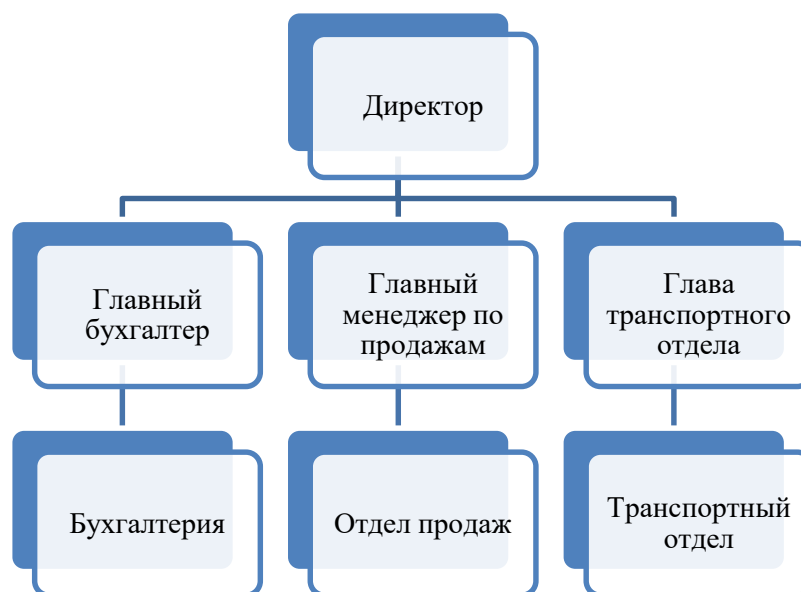 Директор
Главный
бухгалтер
Главный
менеджер по
продажам
Глава
транспортного
отдела
Бухгалтерия
Отдел продаж
Транспортный
отдел